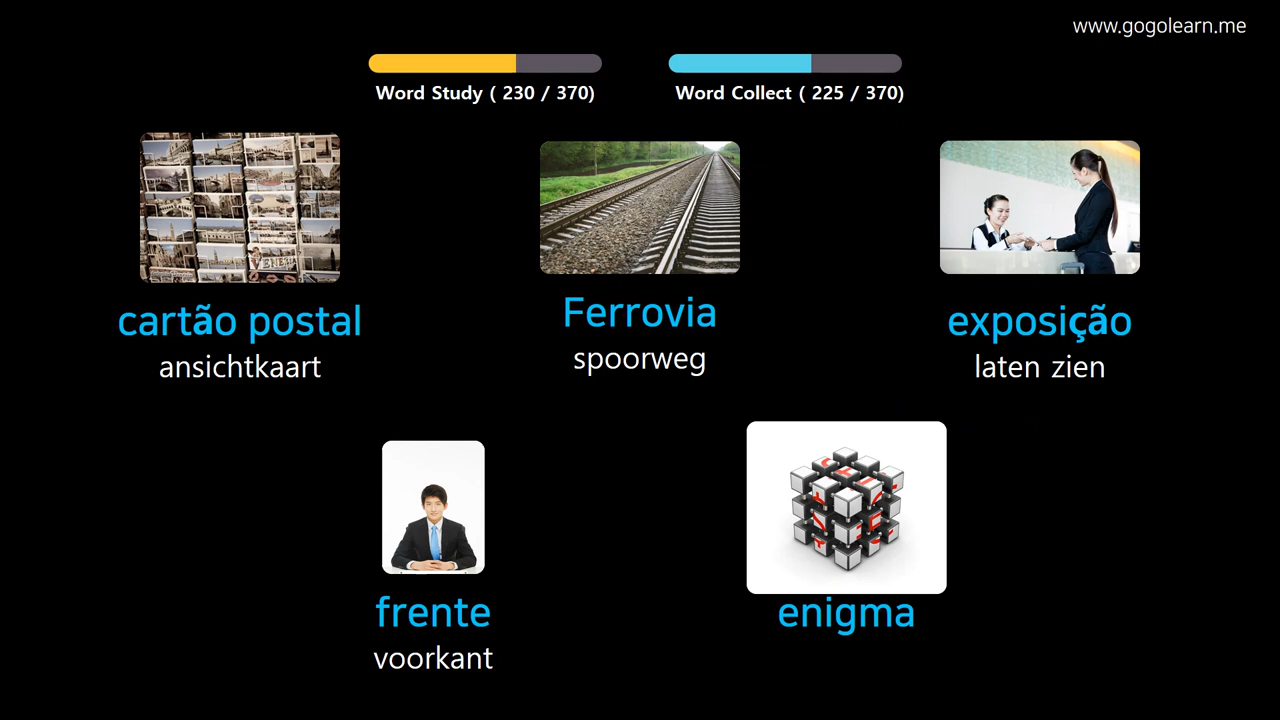 www.gogolearn.me
Word Study ( 230 / 370)
Word Collect ( 225 / 370)
cartão postal
ansichtkaart
Ferrovia
spoorweg
exposição
laten zien
frente
voorkant
enigma